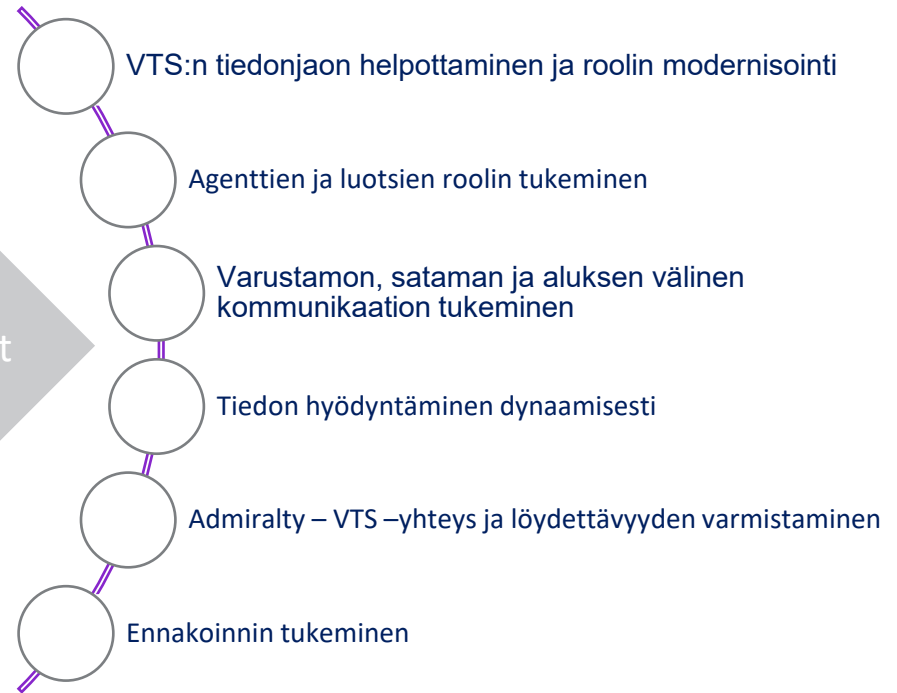 VTS:n tiedonjaon helpottaminen ja roolin modernisointi
Agenttien ja luotsien roolin tukeminen
Varustamon, sataman ja aluksen välinen
kommunikaation tukeminen
Tiedon hyödyntäminen dynaamisesti
Admiralty – VTS –yhteys ja löydettävyyden varmistaminen
Ennakoinnin tukeminen